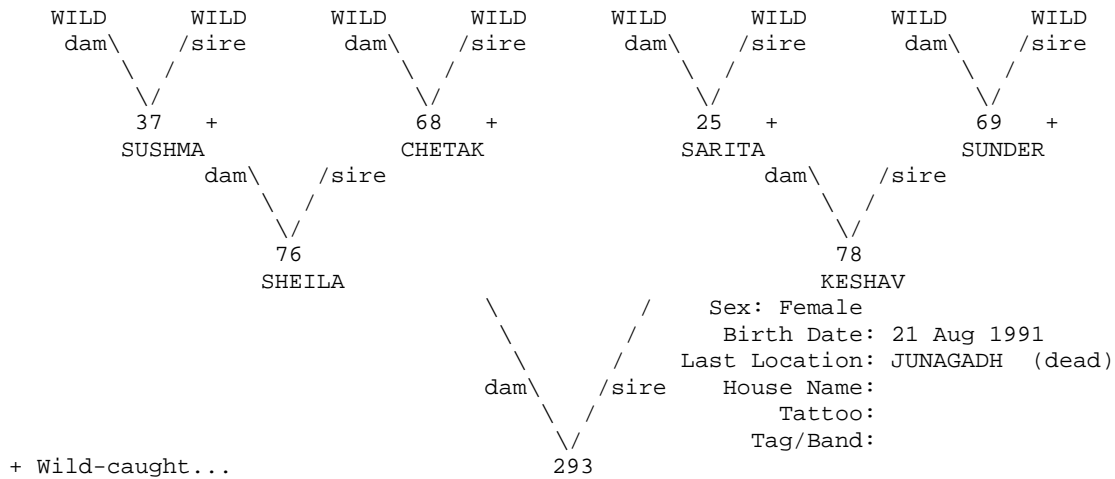 WILD WILD WILD WILD WILD WILD WILD WILD
dam\ /sire dam\ /sire dam\ /sire dam\ /sire
\ / \ / \ / \ /
\/ \/ \/ \/
37 + 68 + 25 + 69 +
SUSHMA CHETAK SARITA SUNDER
dam\ /sire dam\ /sire
\ / \ /
\/ \/
76 78
SHEILA KESHAV
\ / Sex: Female
\ / Birth Date: 21 Aug 1991
\ / Last Location: JUNAGADH (dead)
dam\ /sire House Name:
\ / Tattoo:
\/ Tag/Band:
+ Wild-caught... 293